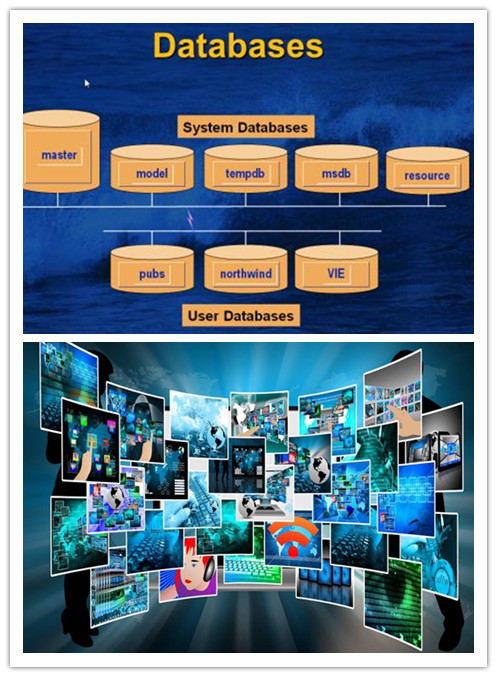 Databases
System Databases
master
model
tempdb
msdb
resource
pubs
northwind
VIE
User Databases